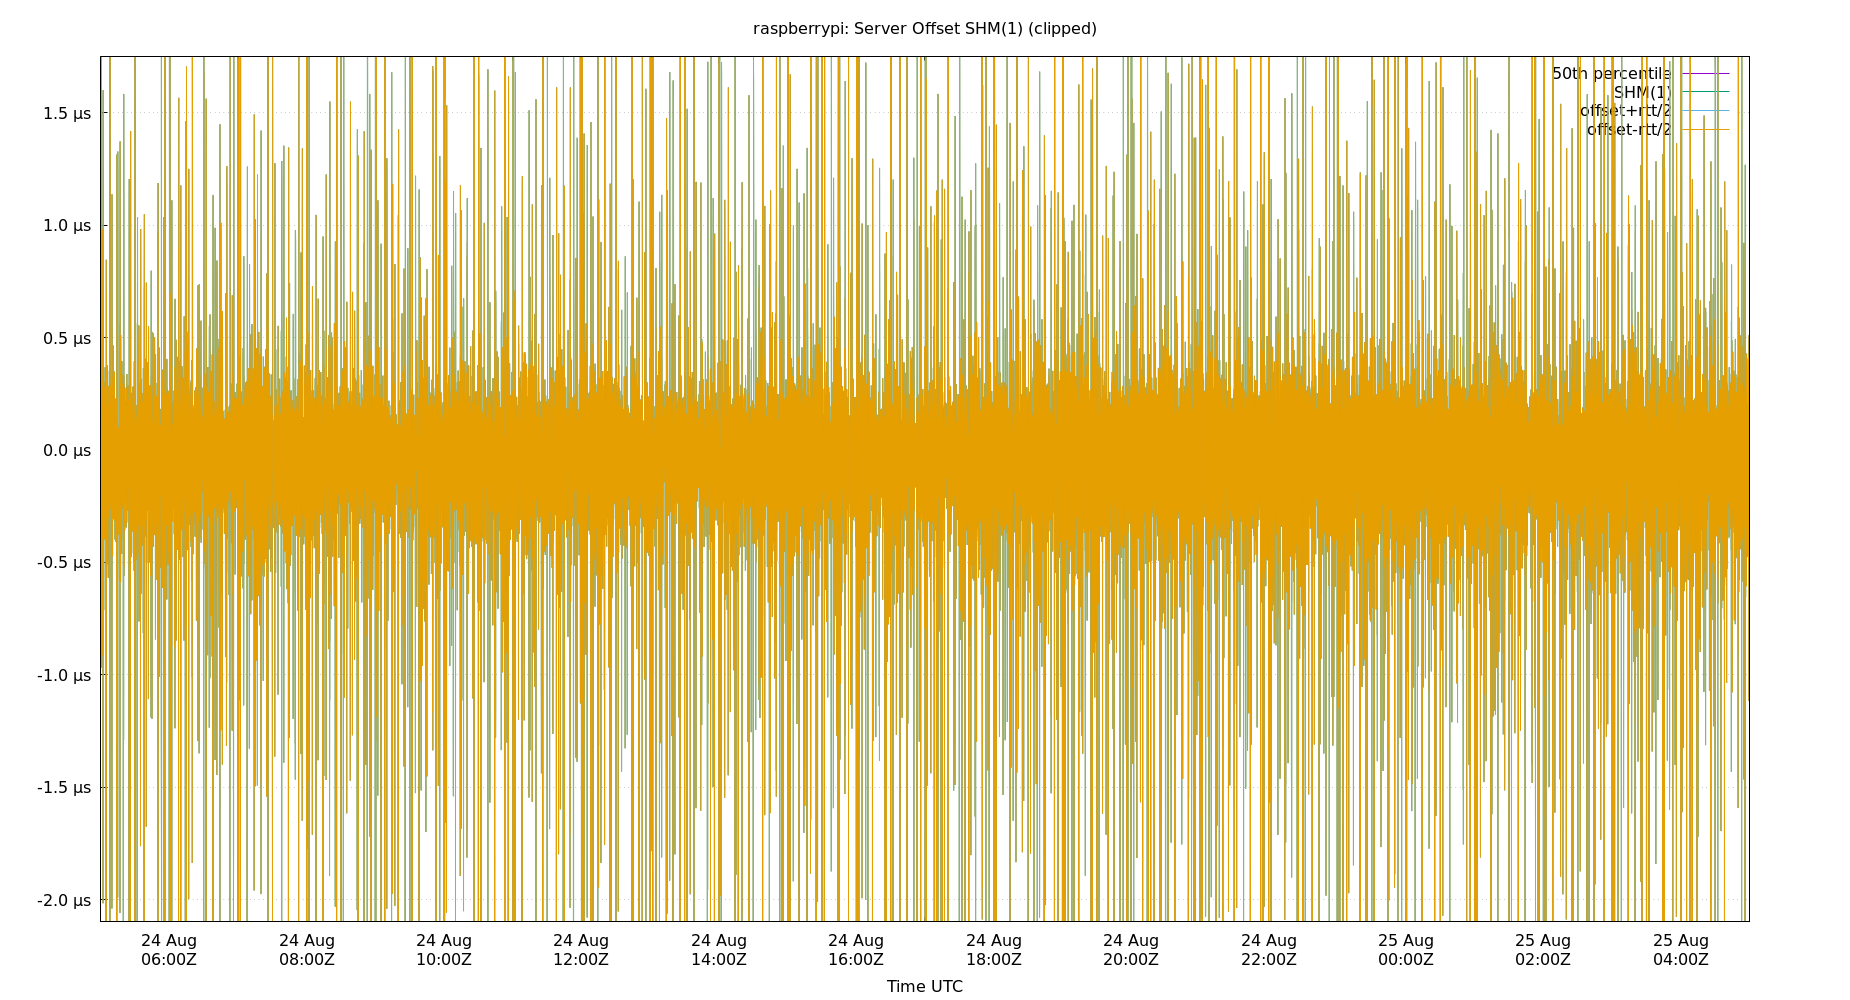 raspberrypi: Server Offset SHM(1) (clipped)
50th percentile
SHM(1)
offset+rtt/2
offset-rtt/2
1.5 µs
1.0 µs
0.5 µs
0.0 µs
-0.5 µs
-1.0 µs
-1.5 µs
-2.0 µs
24 Aug 24 Aug 24 Aug 24 Aug 24 Aug 24 Aug 24 Aug 24 Aug 24 Aug 25 Aug 25 Aug 25 Aug
06:00Z 08:00Z 10:00Z 12:00Z 14:00Z 16:00Z 18:00Z 20:00Z 22:00Z 00:00Z 02:00Z 04:00Z
Time UTC